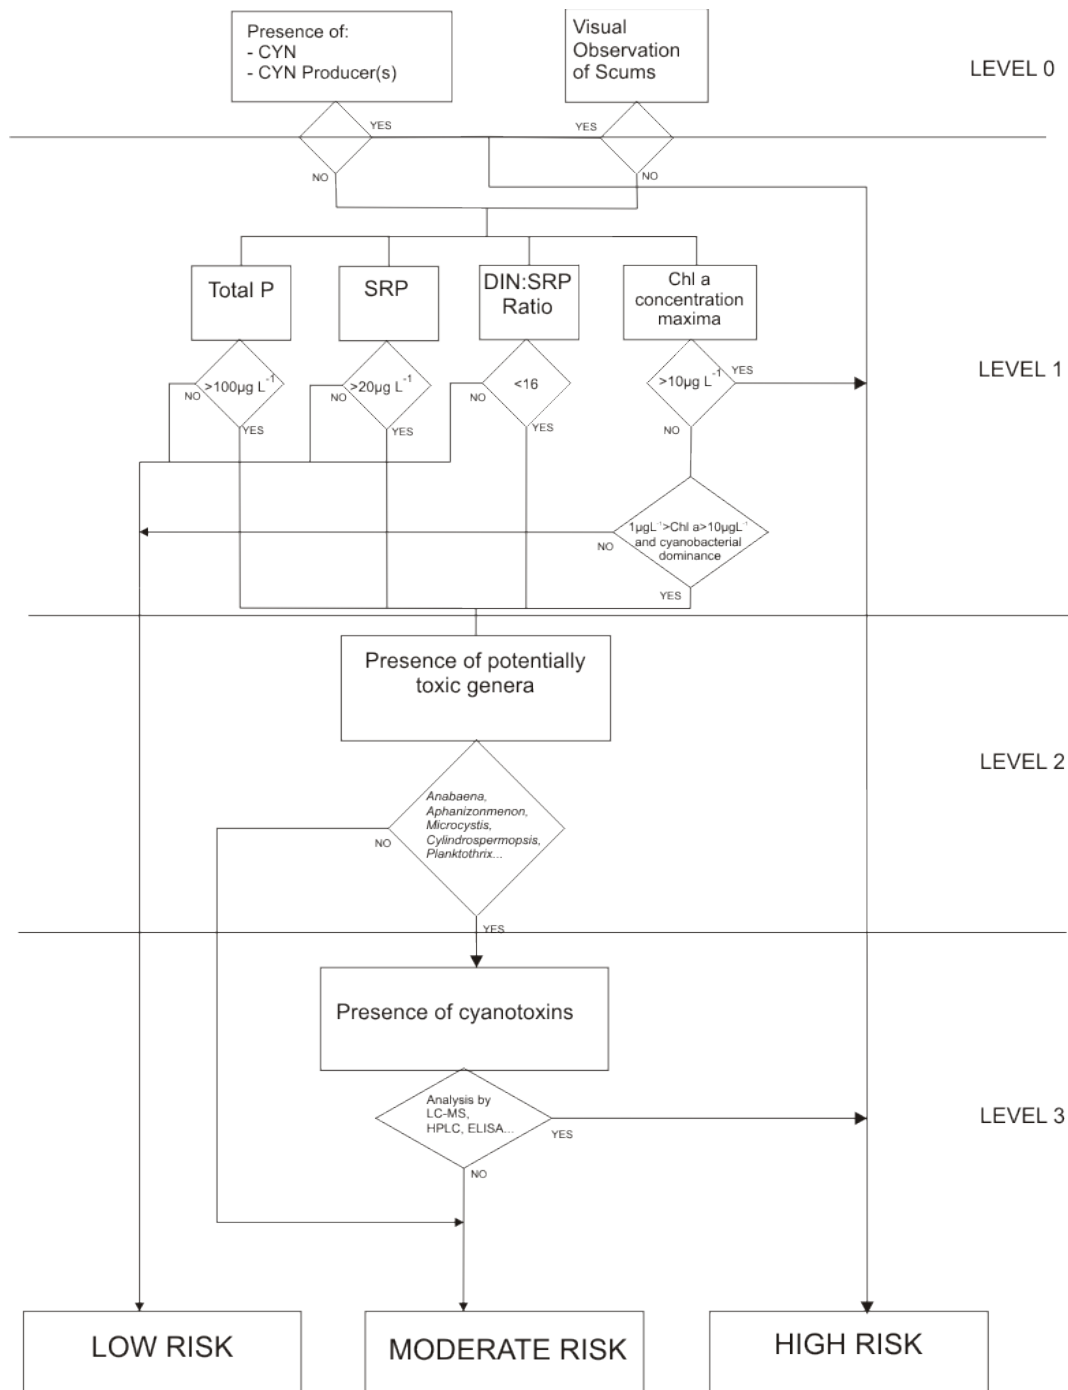 Presence of:
- CYN
- CYN Producer(s)
Visual
Observation
of Scums
LEVEL 0
YES
YES
NO
NO
Total P
SRP
DIN:SRP
Ratio
Chl a
concentration
maxima
LEVEL 1
>100µg L⁻¹
>20µg L⁻¹
<16
>10µg L⁻¹
YES
NO
NO
NO
YES
YES
YES
NO
1µgL⁻¹>Chl a>10µgL⁻¹
and cyanobacterial
dominance
NO
YES
Presence of potentially
toxic genera
LEVEL 2
Anabaena,
Aphanizonmenon,
Microcystis,
Cylindrospermopsis,
Planktothrix...
NO
YES
Presence of cyanotoxins
Analysis by
LC-MS,
HPLC, ELISA...
LEVEL 3
YES
NO
LOW RISK
MODERATE RISK
HIGH RISK